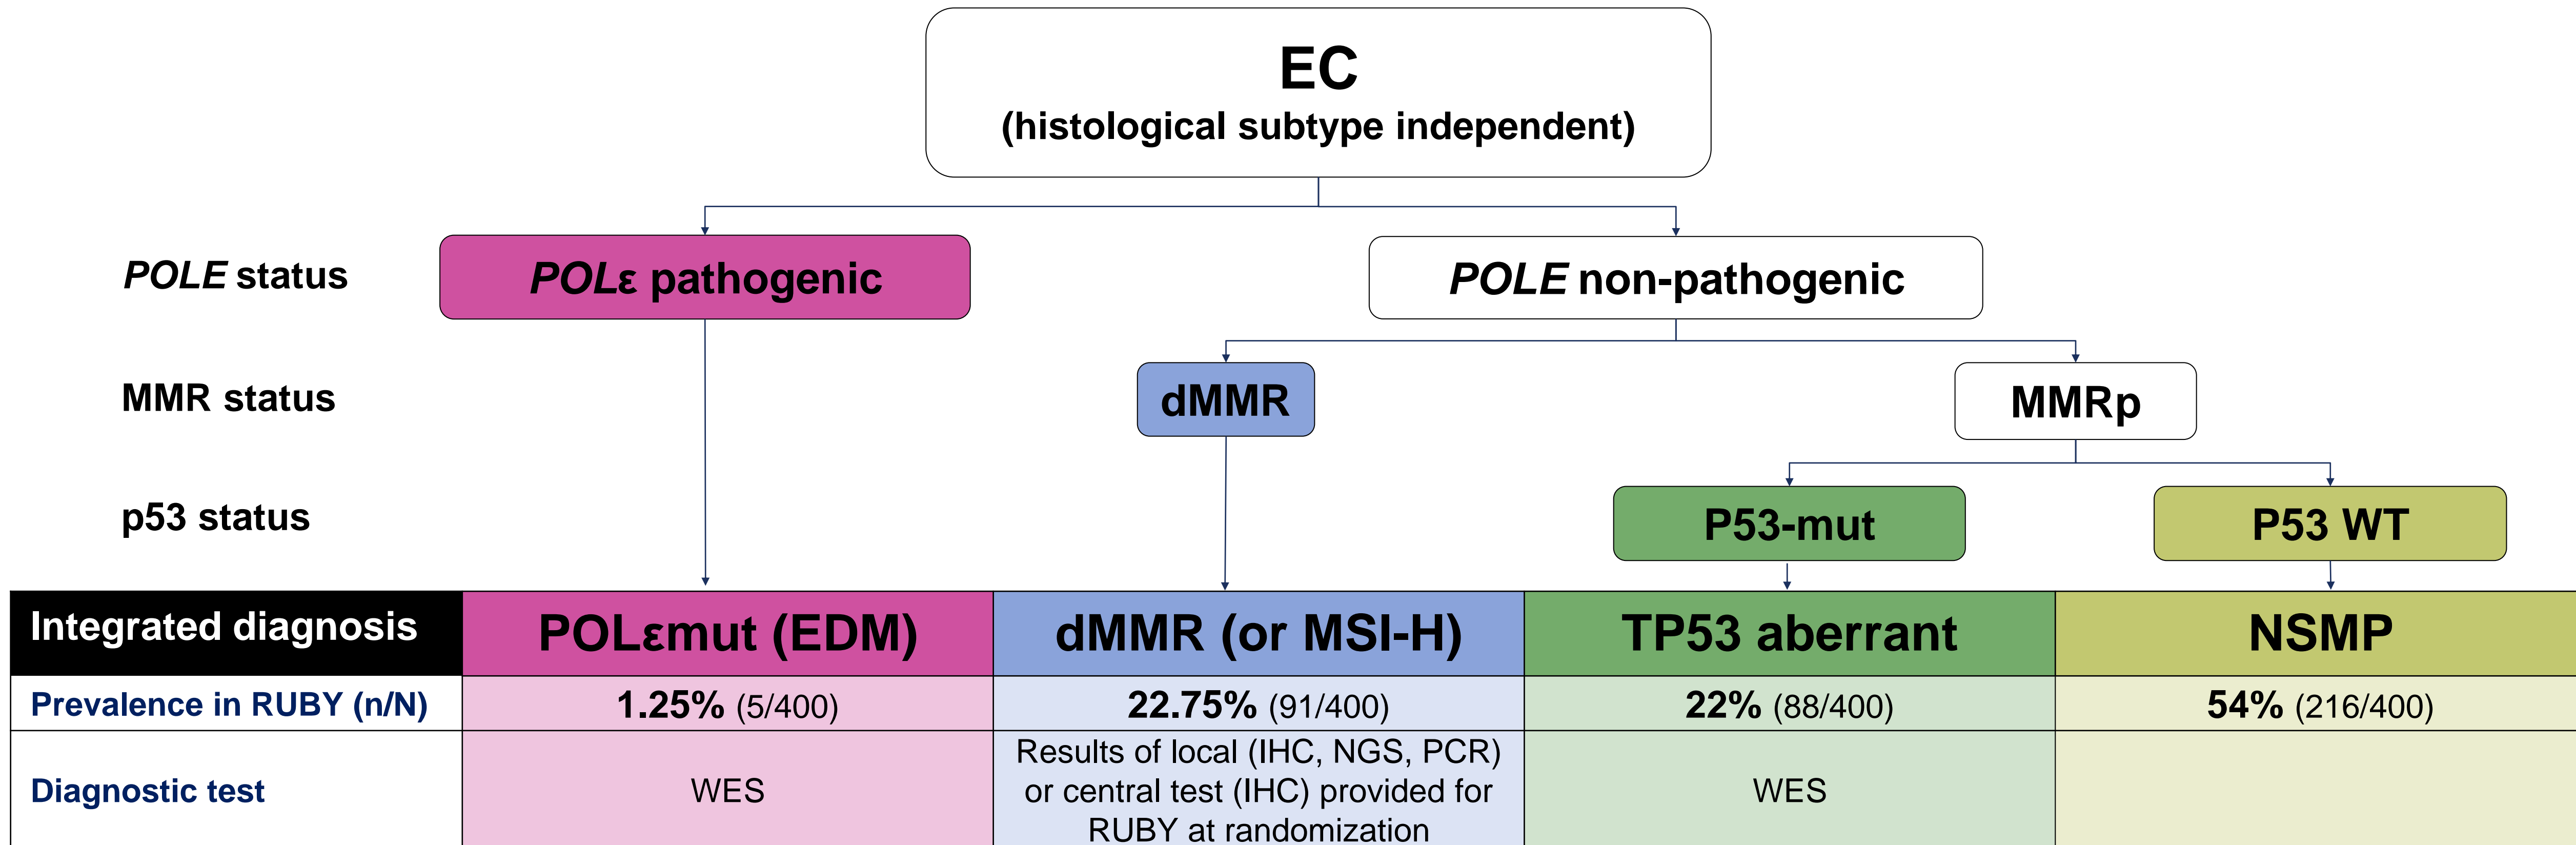 EC
(histological subtype independent)
POLE status
POLε pathogenic
POLE non-pathogenic
MMR status
dMMR
MMRp
p53 status
P53-mut
P53 WT
Integrated diagnosis
POLεmut (EDM)
dMMR (or MSI-H)
TP53 aberrant
NSMP
Prevalence in RUBY (n/N)
1.25% (5/400)
22.75% (91/400)
22% (88/400)
54% (216/400)
Diagnostic test
WES
Results of local (IHC, NGS, PCR)
or central test (IHC) provided for
RUBY at randomization
WES